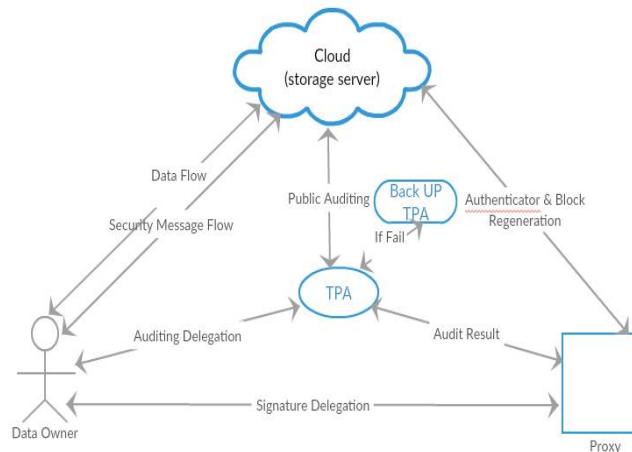 Cloud
(storage server)
Data Flow
Security Message Flow
Public Auditing
Back UP
TPA
If Fail
Authenticator & Block
Regeneration
TPA
Auditing Delegation
Audit Result
Signature Delegation
Data Owner
Proxy